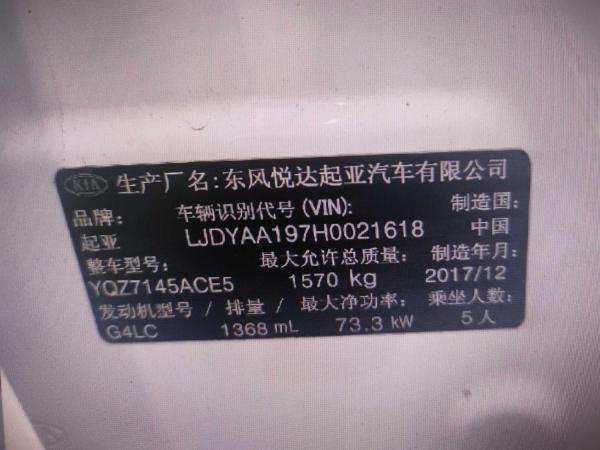 KIA 生产厂名:东风悦达起亚汽车有限公司
品牌: 车辆识别代号(VIN): 制造国:
起亚 LJDYAA197H0021618 中国
整车型号: 最大允许总质量: 制造年月:
YQZ7145ACE5 1570 kg 2017/12
发动机型号 / 排量 / 最大净功率: 乘坐人数:
G4LC 1368 mL 73.3 kW 5人